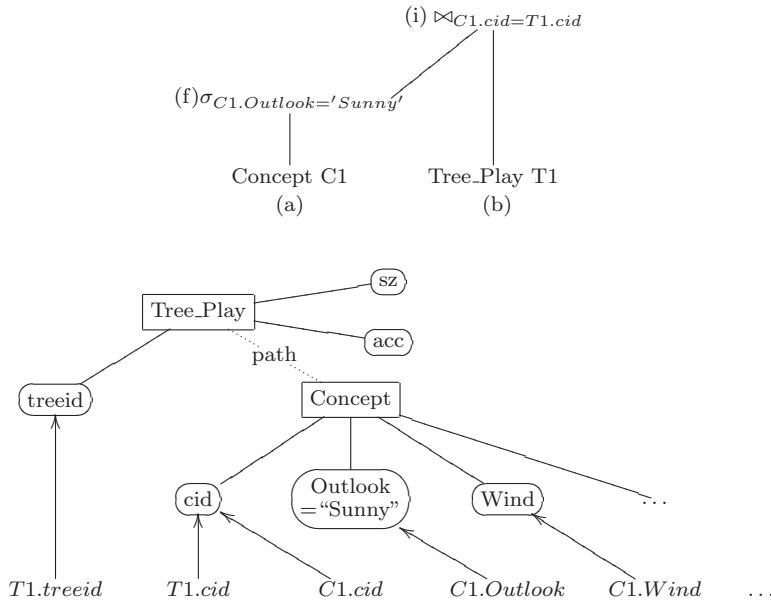 (i) ⋈C1.cid=T1.cid
(f)σC1.Outlook='Sunny'
Concept C1
Tree_Play T1
(a)
(b)
sz
Tree_Play
acc
path
treeid
Concept
cid
Outlook
="Sunny"
Wind
...
T1.treeid
T1.cid
C1.cid
C1.Outlook
C1.Wind
...